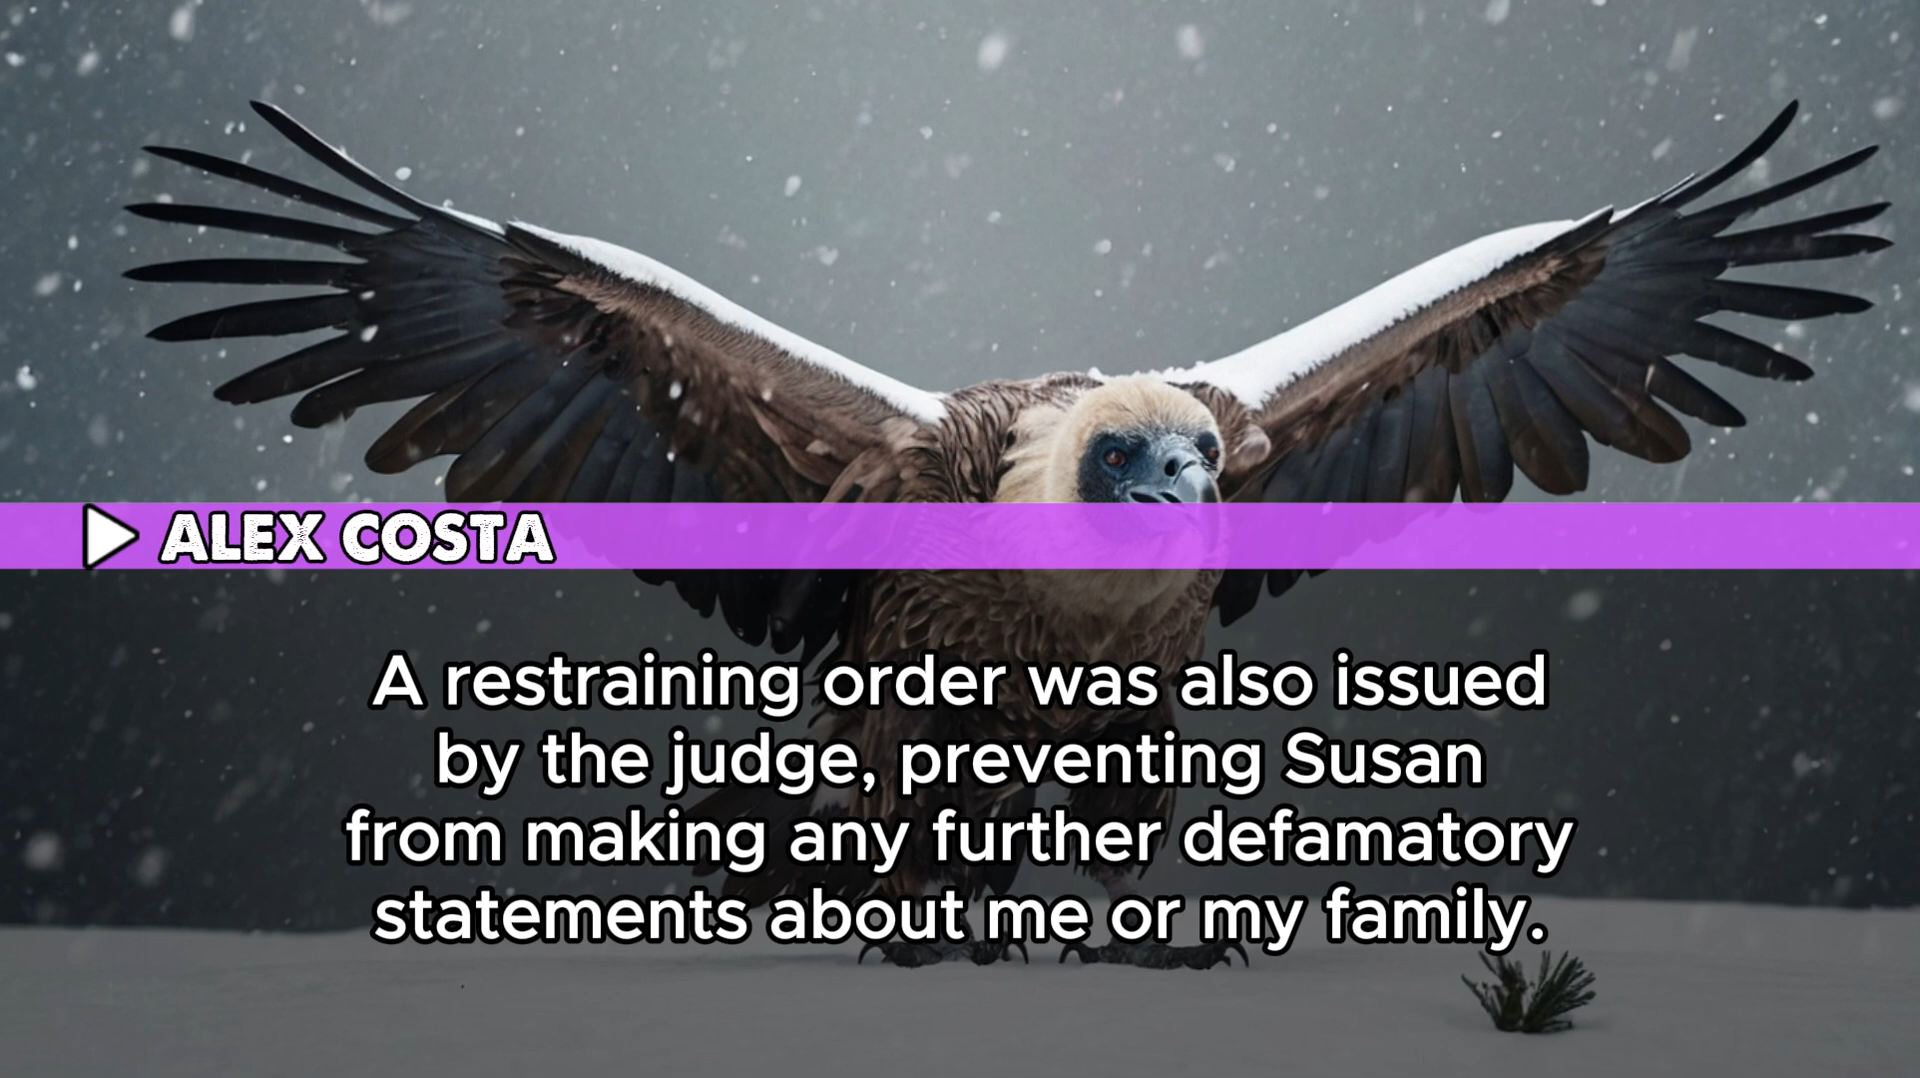 ALEX COSTA
A restraining order was also issued
by the judge, preventing Susan
from making any further defamatory
statements about me or my family.